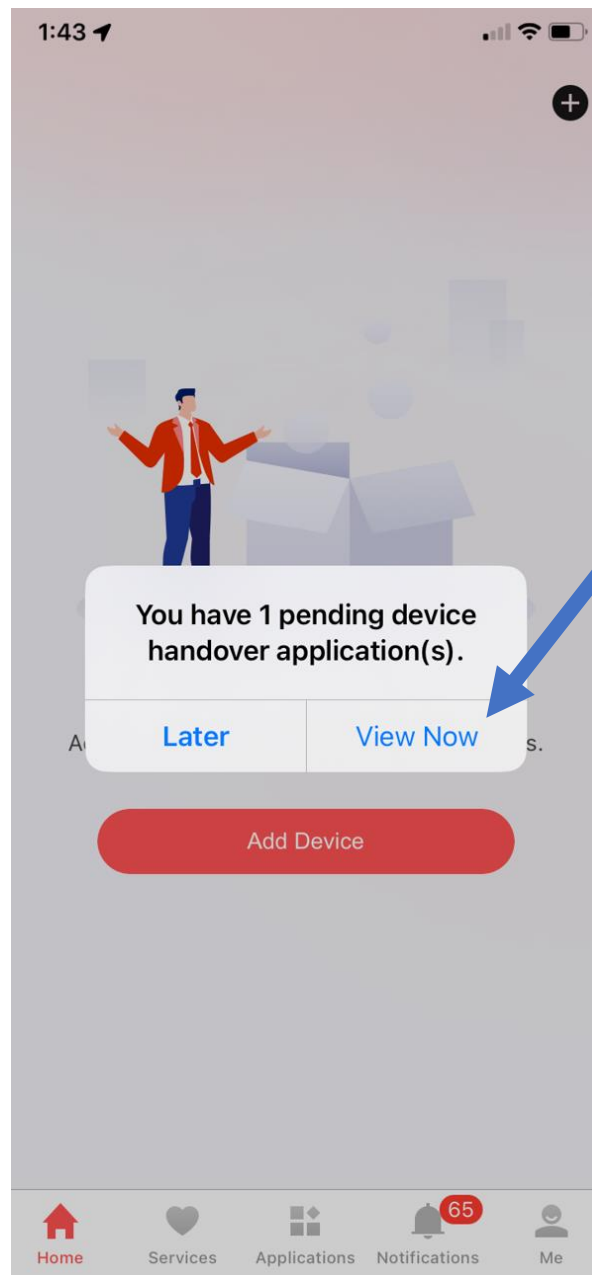 1:43
You have 1 pending device
handover application(s).
Later
View Now
Add Device
65
Home
Services
Applications
Notifications
Me